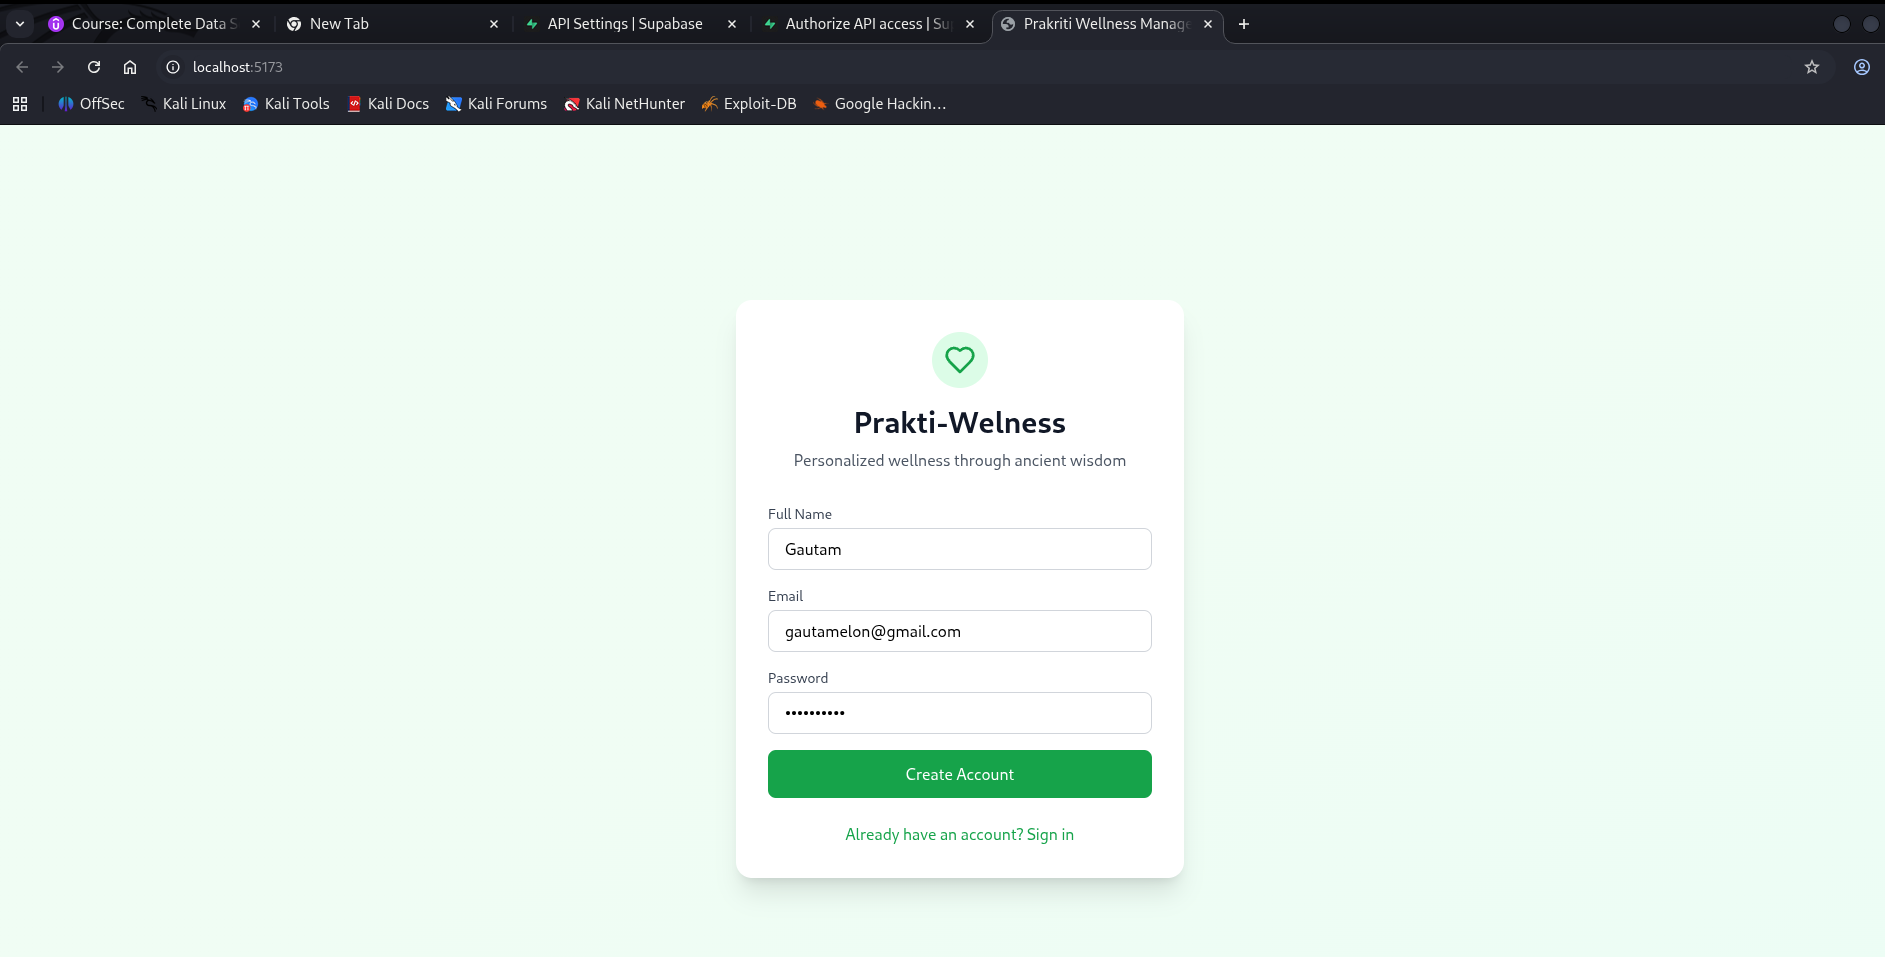 Course: Complete Data S
New Tab
API Settings | Supabase
Authorize API access | Su
Prakriti Wellness Manage
localhost:5173
OffSec
Kali Linux
Kali Tools
Kali Docs
Kali Forums
Kali NetHunter
Exploit-DB
Google Hackin...
Prakti-Welness
Personalized wellness through ancient wisdom
Full Name
Gautam
Email
gautamelon@gmail.com
Password
••••••••••
Create Account
Already have an account? Sign in